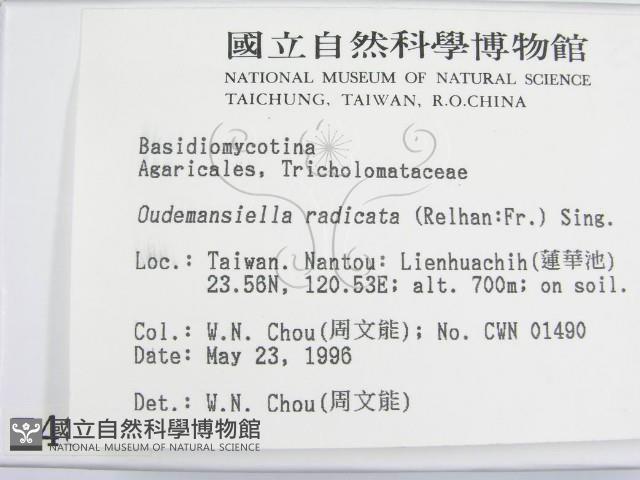 國立自然科學博物館
NATIONAL MUSEUM OF NATURAL SCIENCE
TAICHUNG, TAIWAN, R.O.CHINA
Basidiomycotina
Agaricales, Tricholomataceae
Oudemansiella radicata (Relhan:Fr.) Sing.
Loc.: Taiwan. Nantou: Lienhuachih(蓮華池)
23.56N, 120.53E; alt. 700m; on soil.
Col.: W.N. Chou(周文能); No. CWN 01490
Date: May 23, 1996
Det.: W.N. Chou(周文能)
國立自然科學博物館
NATIONAL MUSEUM OF NATURAL SCIENCE